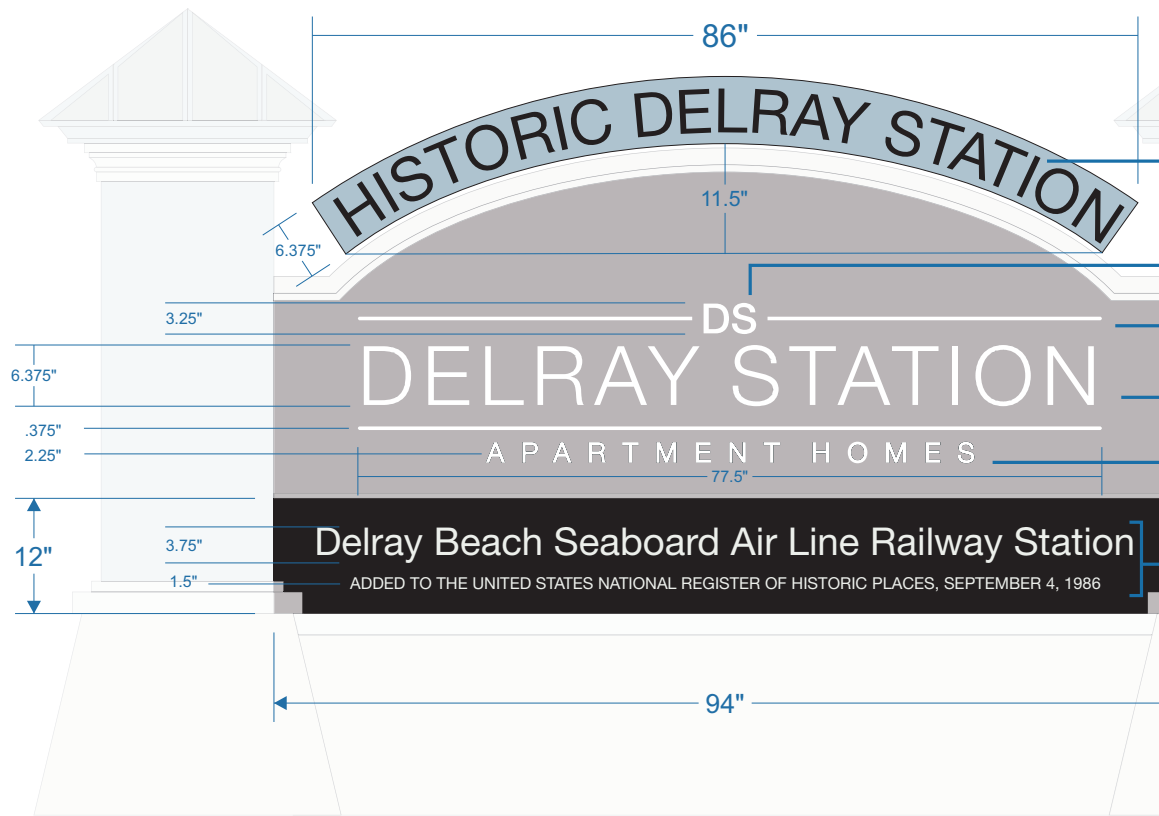 86"
HISTORIC DELRAY STATION
11.5"
6.375"
3.25"
DS
6.375"
DELRAY STATION
.375"
2.25"
APARTMENT HOMES
77.5"
12"
3.75"
Delray Beach Seaboard Air Line Railway Station
1.5"
ADDED TO THE UNITED STATES NATIONAL REGISTER OF HISTORIC PLACES, SEPTEMBER 4, 1986
94"